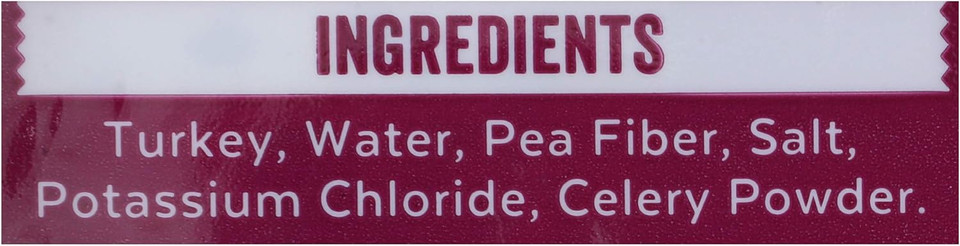 INGREDIENTS
Turkey, Water, Pea Fiber, Salt,
Potassium Chloride, Celery Powder.